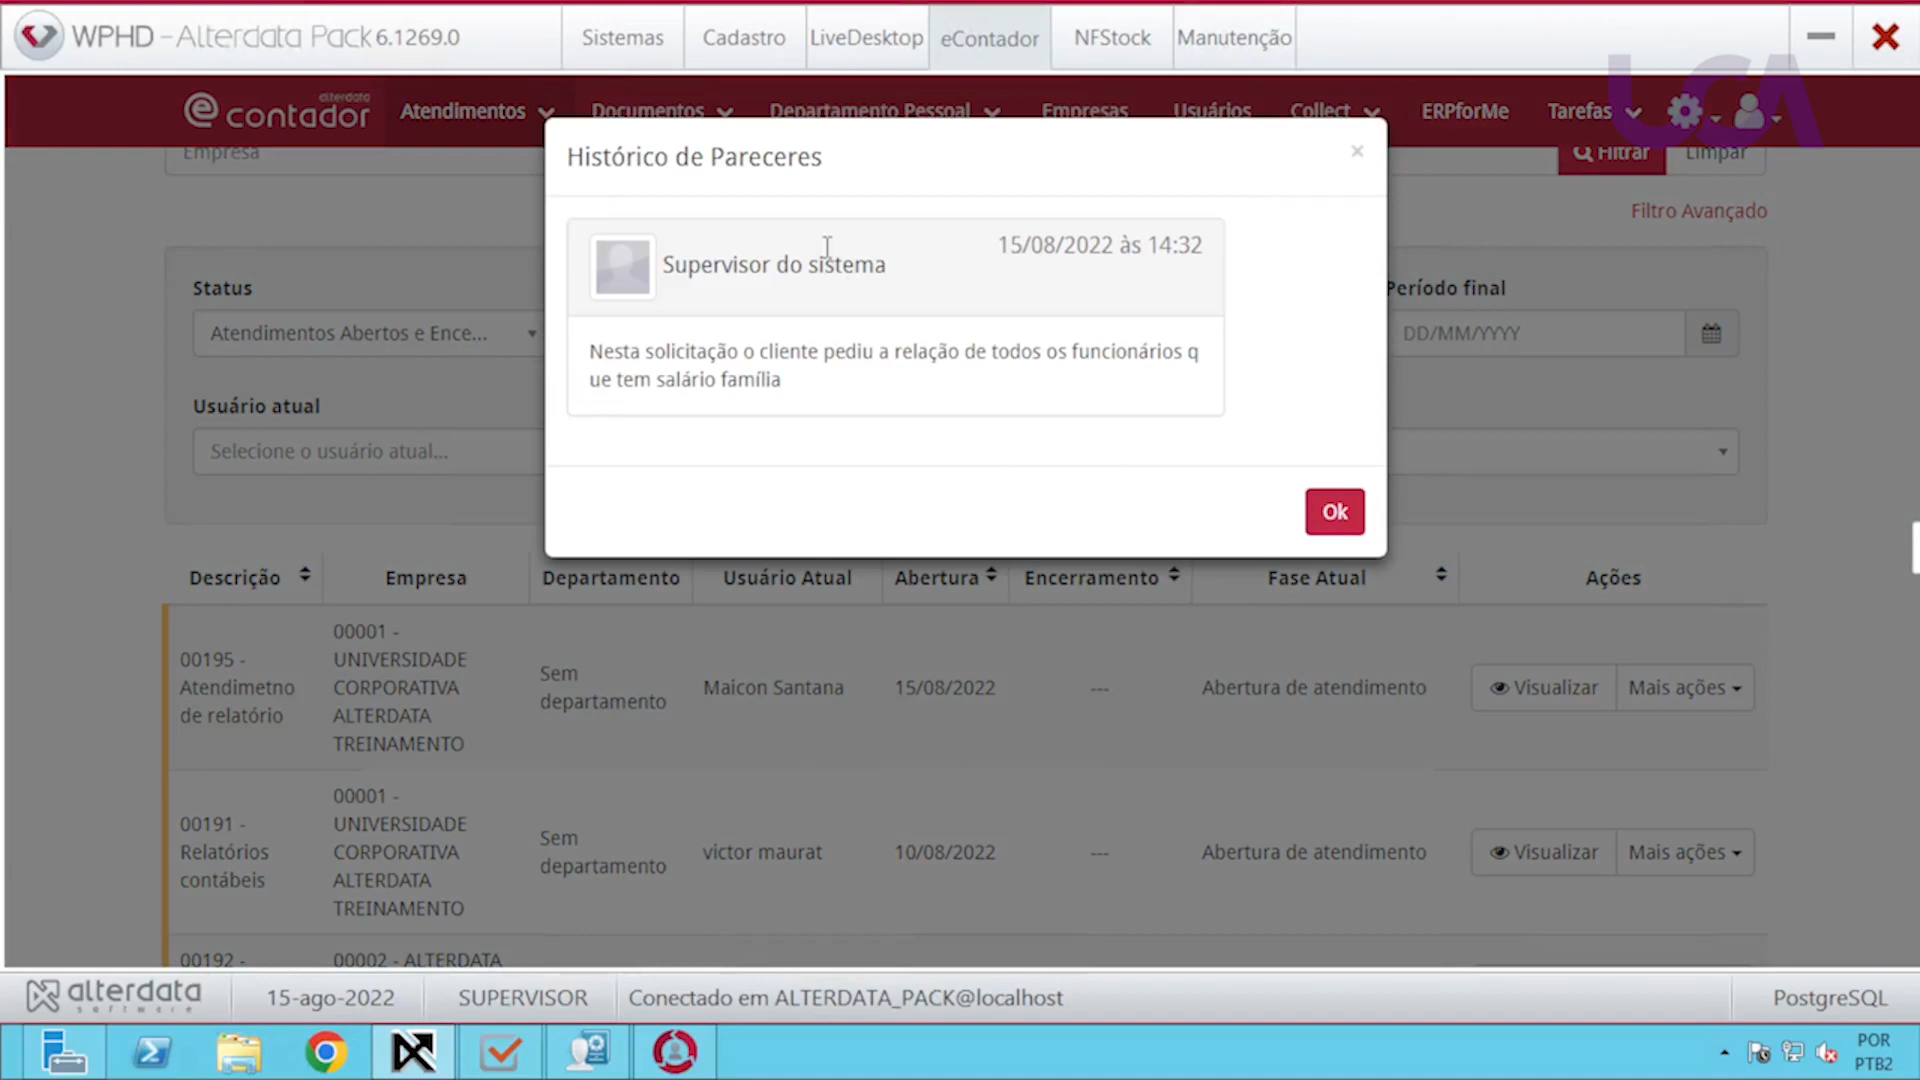 WPHD - Alterdata Pack 6.1269.0
Sistemas
Cadastro
LiveDesktop
eContador
NFStock
Manutenção
UCA
alterdata
e contador
Atendimentos
Documentos
Departamento Pessoal
Empresas
Usuários
Collect
ERPforMe
Tarefas
Empresa
Filtrar
Limpar
Filtro Avançado
Histórico de Pareceres
×
Supervisor do sistema
15/08/2022 às 14:32
Nesta solicitação o cliente pediu a relação de todos os funcionários q
ue tem salário família
Ok
Status
Atendimentos Abertos e Ence...
Período final
DD/MM/YYYY
Usuário atual
Selecione o usuário atual...
Descrição
Empresa
Departamento
Usuário Atual
Abertura
Encerramento
Fase Atual
Ações
00195 -
Atendimetno
de relatório
00001 -
UNIVERSIDADE
CORPORATIVA
ALTERDATA
TREINAMENTO
Sem
departamento
Maicon Santana
15/08/2022
---
Abertura de atendimento
Visualizar
Mais ações
00191 -
Relatórios
contábeis
00001 -
UNIVERSIDADE
CORPORATIVA
ALTERDATA
TREINAMENTO
Sem
departamento
victor maurat
10/08/2022
---
Abertura de atendimento
Visualizar
Mais ações
00192 -
00002 - ALTERDATA
alterdata
software
15-ago-2022
SUPERVISOR
Conectado em ALTERDATA_PACK@localhost
PostgreSQL
POR
PTB2